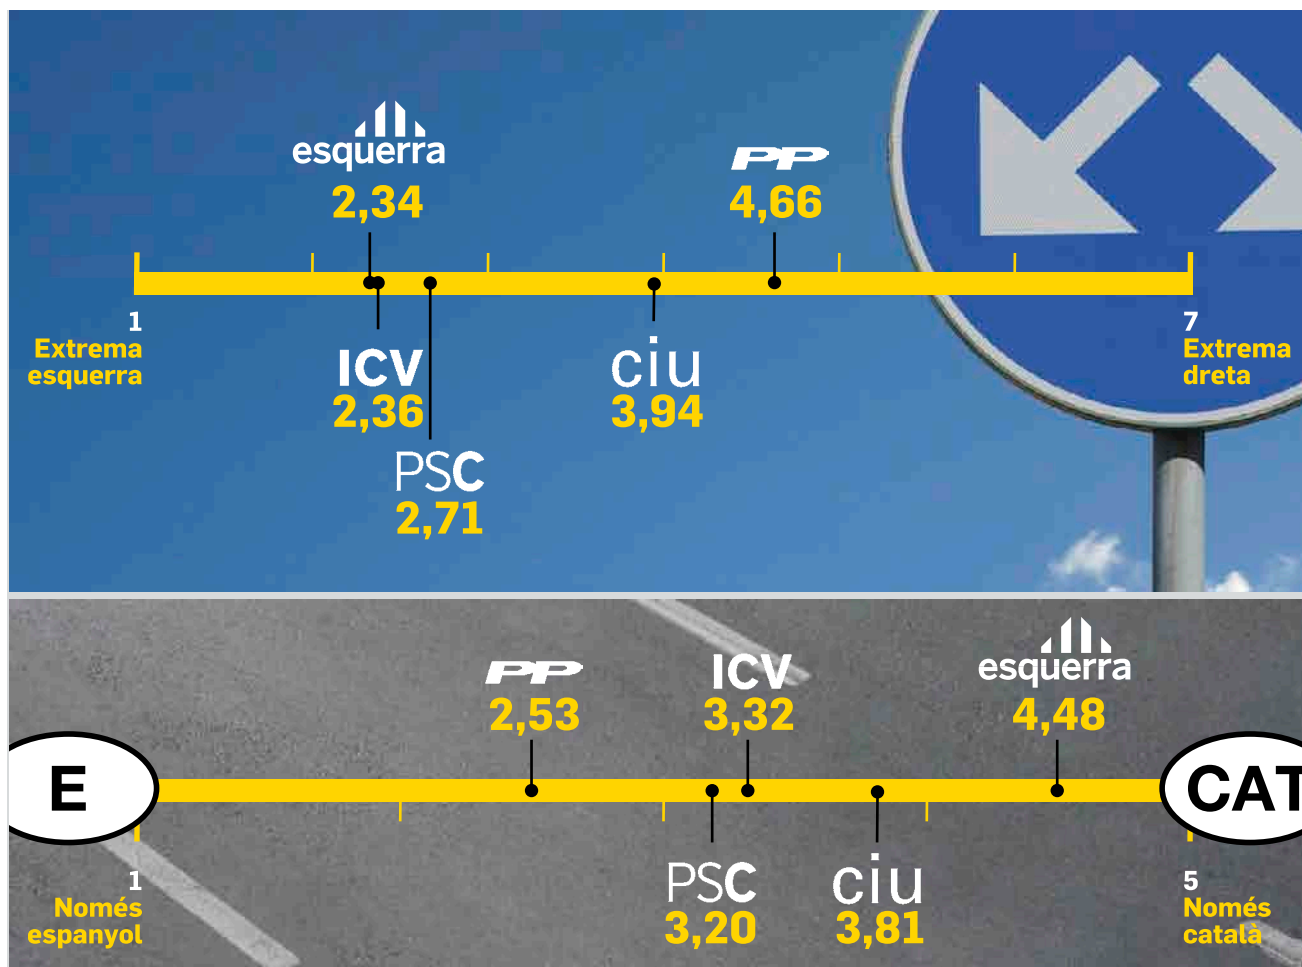 esquerra
2,34
PP
4,66
1
Extrema
esquerra
7
Extrema
dreta
ICV
2,36
ciu
3,94
PSC
2,71
PP
2,53
ICV
3,32
esquerra
4,48
E
CAT
1
Només
espanyol
PSC
3,20
ciu
3,81
5
Només
català